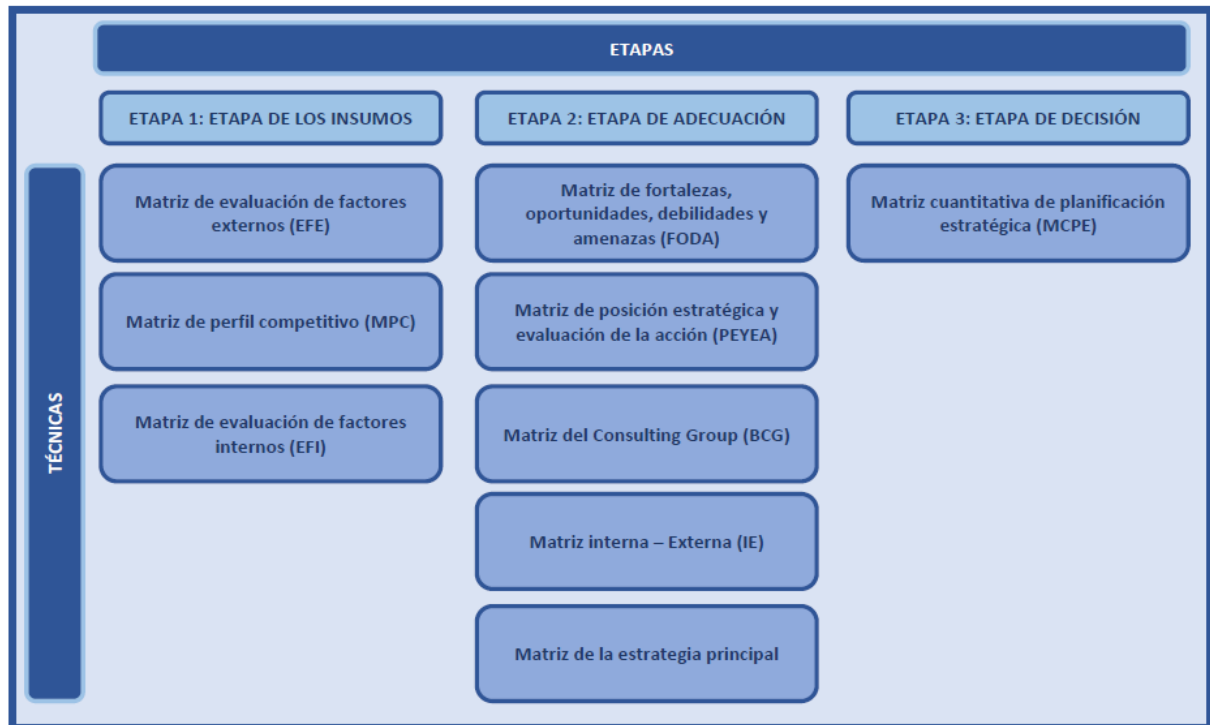 ETAPAS
ETAPA 1: ETAPA DE LOS INSUMOS
ETAPA 2: ETAPA DE ADECUACIÓN
ETAPA 3: ETAPA DE DECISIÓN
TÉCNICAS
Matriz de evaluación de factores
externos (EFE)
Matriz de perfil competitivo (MPC)
Matriz de evaluación de factores
internos (EFI)
Matriz de fortalezas,
oportunidades, debilidades y
amenazas (FODA)
Matriz de posición estratégica y
evaluación de la acción (PEYEA)
Matriz del Consulting Group (BCG)
Matriz interna – Externa (IE)
Matriz de la estrategia principal
Matriz cuantitativa de planificación
estratégica (MCPE)